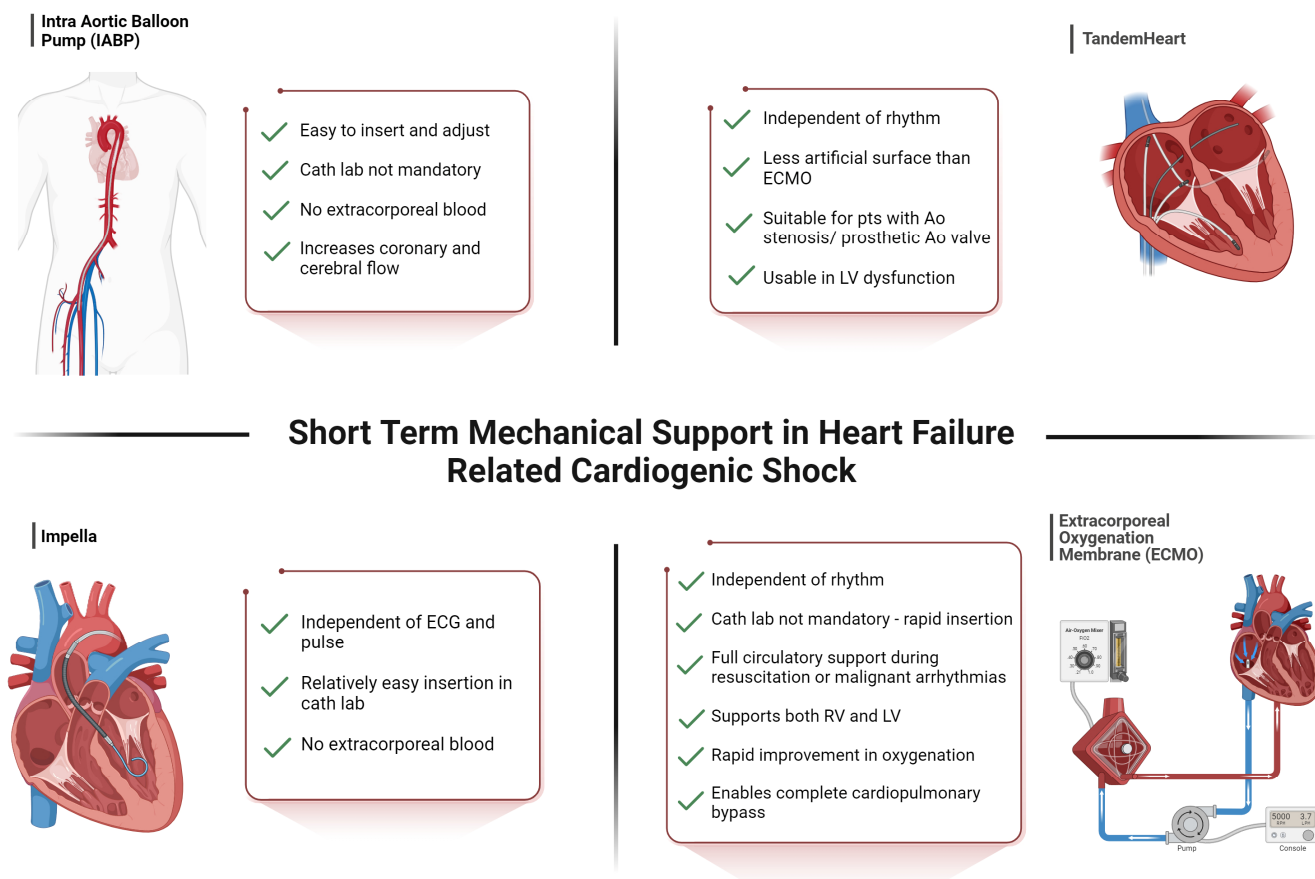 Intra Aortic Balloon
Pump (IABP)
Easy to insert and adjust
Cath lab not mandatory
No extracorporeal blood
Increases coronary and
cerebral flow
TandemHeart
Independent of rhythm
Less artificial surface than
ECMO
Suitable for pts with Ao
stenosis/ prosthetic Ao valve
Usable in LV dysfunction
Short Term Mechanical Support in Heart Failure
Related Cardiogenic Shock
Impella
Independent of ECG and
pulse
Relatively easy insertion in
cath lab
No extracorporeal blood
Extracorporeal
Oxygenation
Membrane (ECMO)
Independent of rhythm
Cath lab not mandatory - rapid insertion
Full circulatory support during
resuscitation or malignant arrhythmias
Supports both RV and LV
Rapid improvement in oxygenation
Enables complete cardiopulmonary
bypass
Air-Oxygen Mixer
FiO2
Pump
5000 3.7
Console